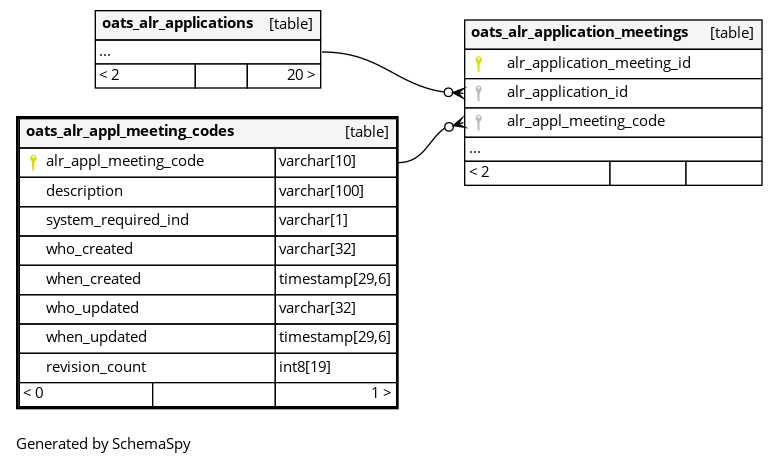 oats_alr_applications [table]
...
< 2 20 >
oats_alr_application_meetings [table]
alr_application_meeting_id
alr_application_id
alr_appl_meeting_code
...
< 2
oats_alr_appl_meeting_codes [table]
alr_appl_meeting_code varchar[10]
description varchar[100]
system_required_ind varchar[1]
who_created varchar[32]
when_created timestamp[29,6]
who_updated varchar[32]
when_updated timestamp[29,6]
revision_count int8[19]
< 0 1 >
Generated by SchemaSpy